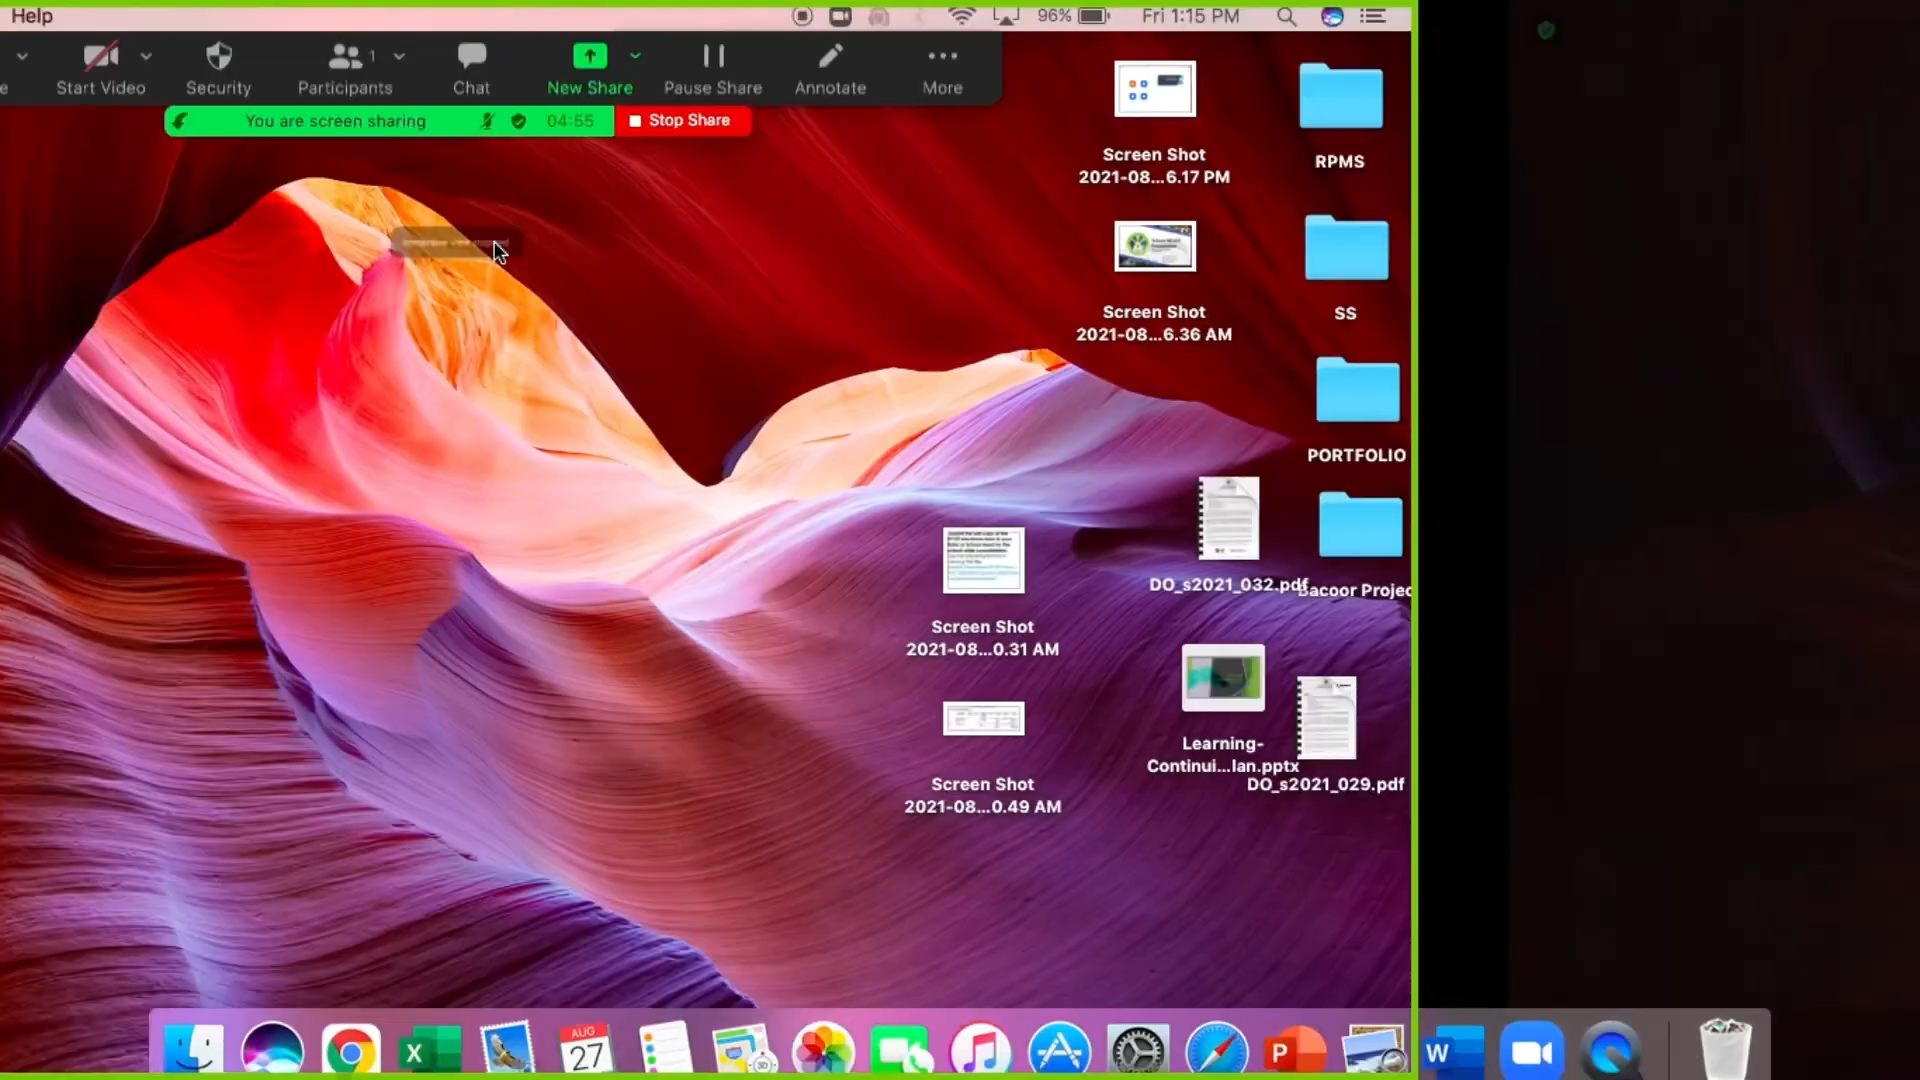 Help
96%
Fri 1:15 PM
Start Video
Security
Participants
1
Chat
New Share
Pause Share
Annotate
More
You are screen sharing
04:55
Stop Share
Screen Shot
2021-08...6.17 PM
RPMS
Screen Shot
2021-08...6.36 AM
SS
PORTFOLIO
DO_s2021_032.pdf
Bacoor Projec
Screen Shot
2021-08...0.31 AM
Learning-
Continui...lan.pptx
DO_s2021_029.pdf
Screen Shot
2021-08...0.49 AM
X
AUG
27
P
W